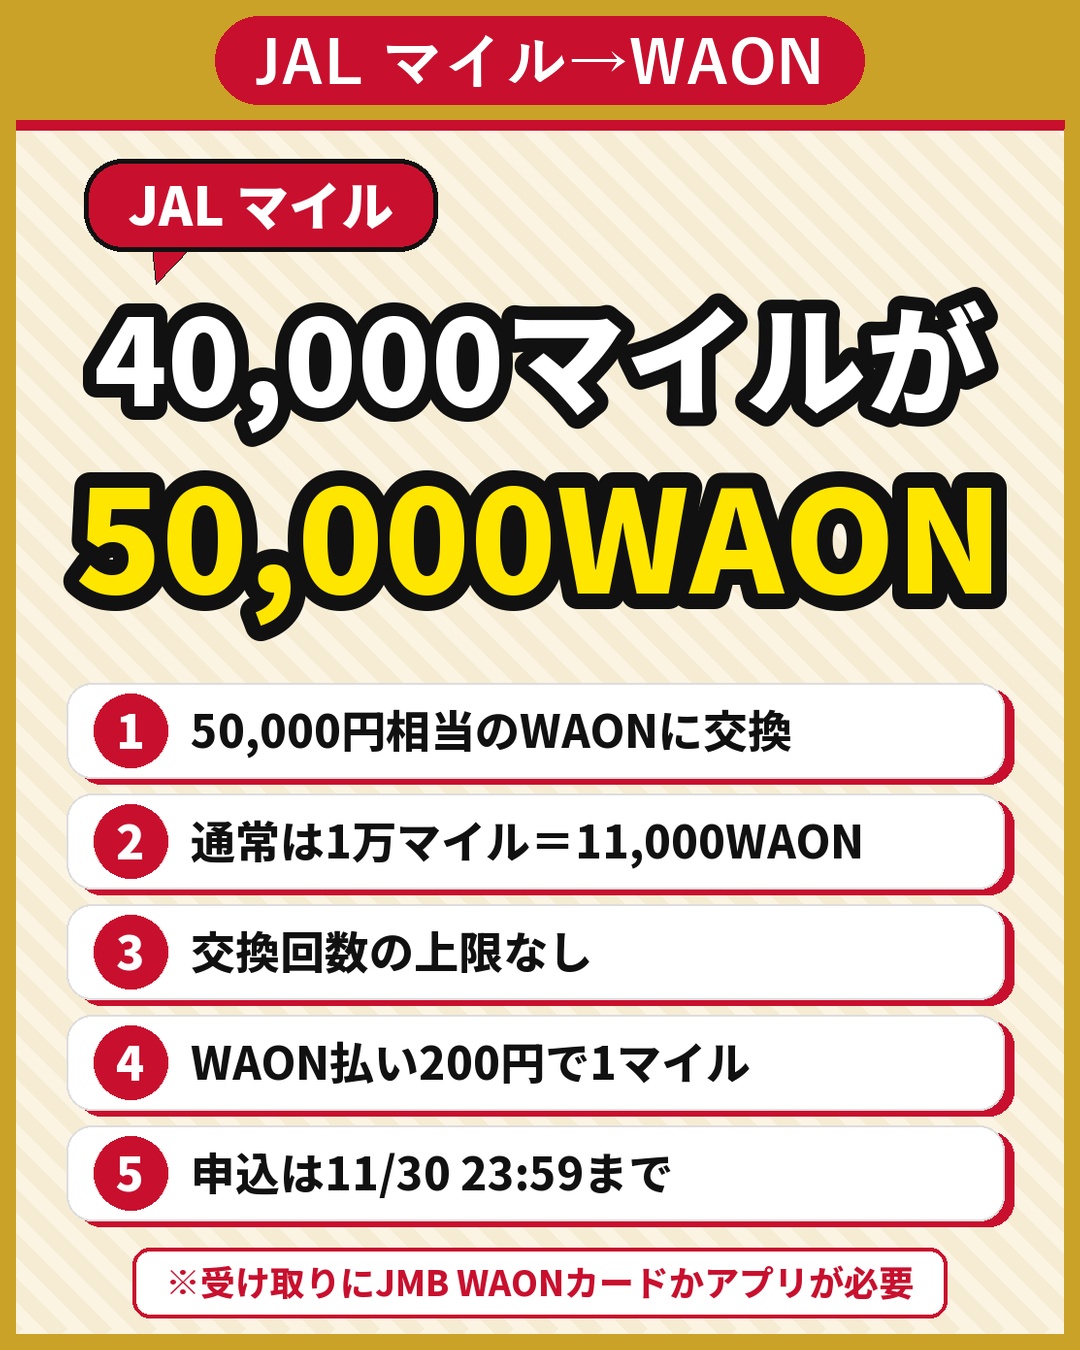 JAL マイル→WAON
JAL マイル
40,000マイルが
50,000WAON
1 50,000円相当のWAONに交換
2 通常は1万マイル＝11,000WAON
3 交換回数の上限なし
4 WAON払い200円で1マイル
5 申込は11/30 23:59まで
※受け取りにJMB WAONカードかアプリが必要